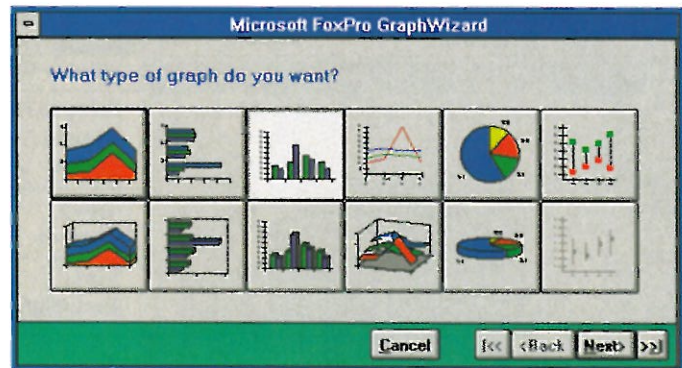 Microsoft FoxPro GraphWizard
What type of graph do you want?
Cancel
|<< <Back Next> >>|